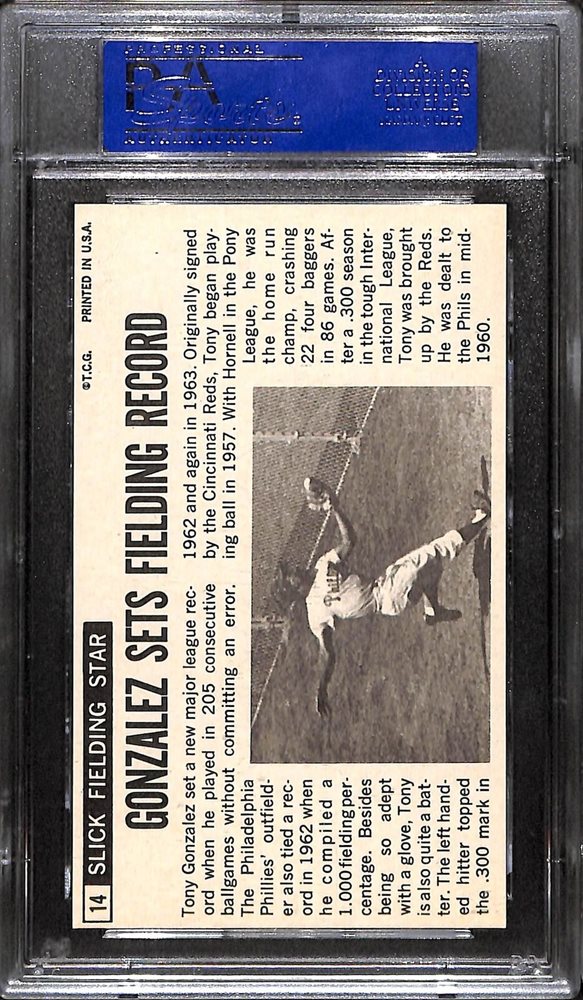 PROFESSIONAL
PSA
Sports
AUTHENTICATOR
A
DIVISION OF
COLLECTORS
UNIVERSE
14 SLICK FIELDING STAR
©T.C.G. PRINTED IN U.S.A.
GONZALEZ SETS FIELDING RECORD
Tony Gonzalez set a new major league rec-
ord when he played in 205 consecutive
ballgames without committing an error.
The Philadelphia
Phillies' outfield-
er also tied a rec-
ord in 1962 when
he compiled a
1.000 fielding per-
centage. Besides
being so adept
with a glove, Tony
is also quite a bat-
ter. The left hand-
ed hitter topped
the .300 mark in
1962 and again in 1963. Originally signed
by the Cincinnati Reds, Tony began play-
ing ball in 1957. With Hornell in the Pony
League, he was
the home run
champ, crashing
22 four baggers
in 86 games. Af-
ter a .300 season
in the tough Inter-
national League,
Tony was brought
up by the Reds.
He was dealt to
the Phils in mid-
1960.
Phillies